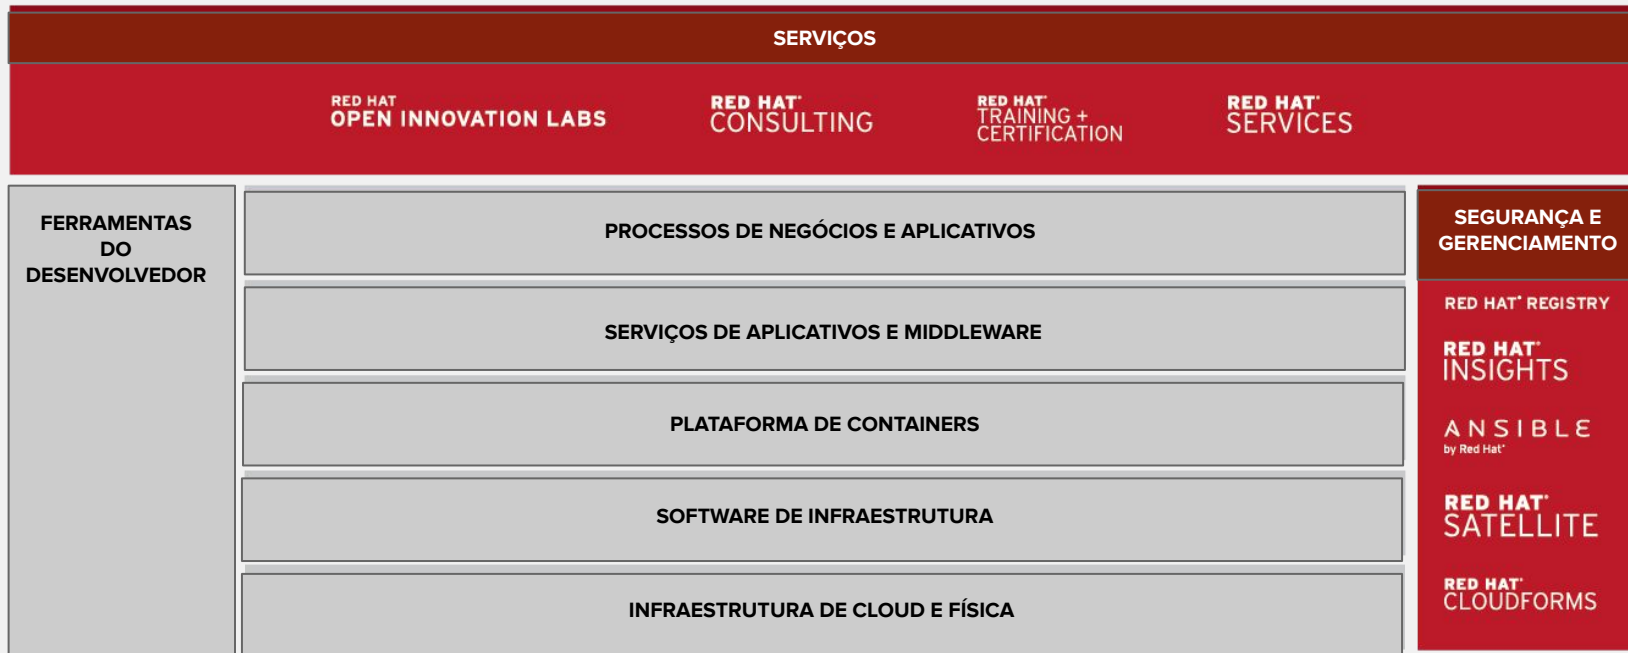 SERVIÇOS
RED HAT
OPEN INNOVATION LABS
RED HAT
CONSULTING
RED HAT
TRAINING +
CERTIFICATION
RED HAT
SERVICES
FERRAMENTAS
DO
DESENVOLVEDOR
PROCESSOS DE NEGÓCIOS E APLICATIVOS
SERVIÇOS DE APLICATIVOS E MIDDLEWARE
PLATAFORMA DE CONTAINERS
SOFTWARE DE INFRAESTRUTURA
INFRAESTRUTURA DE CLOUD E FÍSICA
SEGURANÇA E
GERENCIAMENTO
RED HAT REGISTRY
RED HAT
INSIGHTS
ANSIBLE
by Red Hat
RED HAT
SATELLITE
RED HAT
CLOUDFORMS